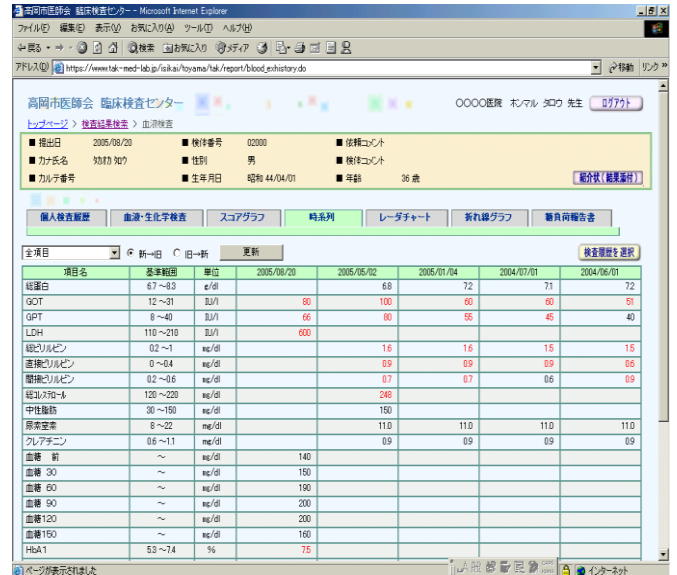 高岡市医師会 臨床検査センター - Microsoft Internet Explorer
ファイル(F) 編集(E) 表示(V) お気に入り(A) ツール(T) ヘルプ(H)
戻る 検索 お気に入り メディア
アドレス(D) https://www.tak-med-lab.jp/isikai/toyama/tak/report/blood_exhistory.do 移動 リンク »
高岡市医師会 臨床検査センター OOOO医院 ホンマル タロウ 先生 ログアウト
トップページ > 検査結果検索 > 血液検査
■ 提出日 2005/08/20 ■ 検体番号 02000 ■ 依頼コメント
■ カナ氏名 タカオカ タロウ ■ 性別 男 ■ 検体コメント
■ カルテ番号 ■ 生年月日 昭和 44/04/01 ■ 年齢 36 歳 紹介状(結果添付)
個人検査履歴 血液・生化学検査 スコアグラフ 時系列 レーダチャート 折れ線グラフ 糖負荷報告書
全項目 新→旧 旧→新 更新 検査履歴を選択
項目名 基準範囲 単位 2005/08/20 2005/05/02 2005/01/04 2004/07/01 2004/06/01
総蛋白 6.7 ～8.3 g/dl 6.8 7.2 7.1 7.2
GOT 12 ～31 IU/l 80 100 60 60 51
GPT 8 ～40 IU/l 66 80 55 45 40
LDH 110 ～210 IU/l 600
総ビリルビン 0.2 ～1 mg/dl 1.6 1.6 1.5 1.5
直接ビリルビン 0 ～0.4 mg/dl 0.9 0.9 0.9 0.6
間接ビリルビン 0.2 ～0.6 mg/dl 0.7 0.7 0.6 0.9
総コレステロール 120 ～220 mg/dl 248
中性脂肪 30 ～150 mg/dl 150
尿素窒素 8 ～22 mg/dl 11.0 11.0 11.0 11.0
クレアチニン 0.6 ～1.1 mg/dl 0.9 0.9 0.9 0.9
血糖 前 ～ mg/dl 140
血糖 30 ～ mg/dl 150
血糖 60 ～ mg/dl 190
血糖 90 ～ mg/dl 200
血糖120 ～ mg/dl 200
血糖150 ～ mg/dl 160
HbA1 5.3 ～7.4 % 7.5
ページが表示されました インターネット